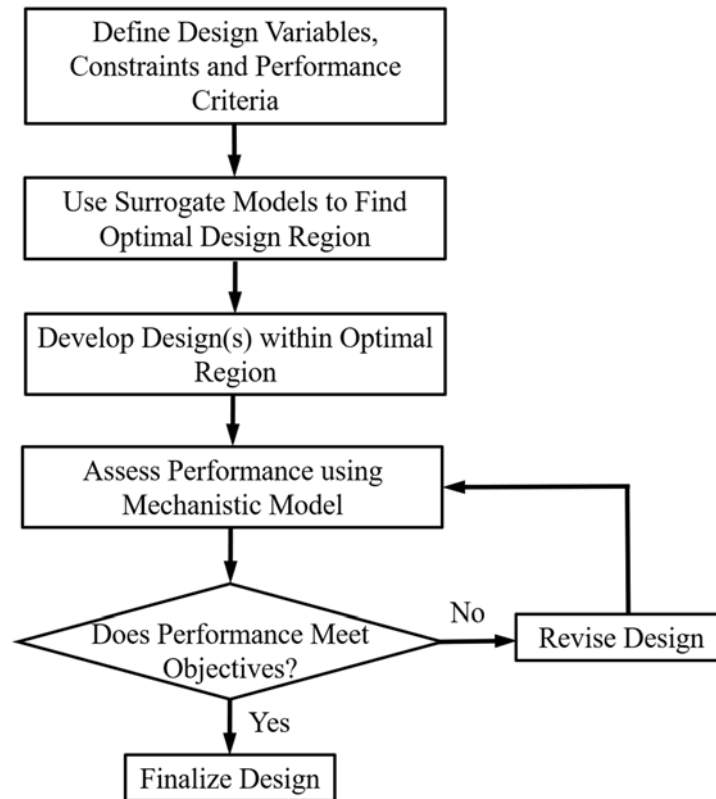 Define Design Variables,
Constraints and Performance
Criteria
Use Surrogate Models to Find
Optimal Design Region
Develop Design(s) within Optimal
Region
Assess Performance using
Mechanistic Model
Does Performance Meet
Objectives?
No
Revise Design
Yes
Finalize Design